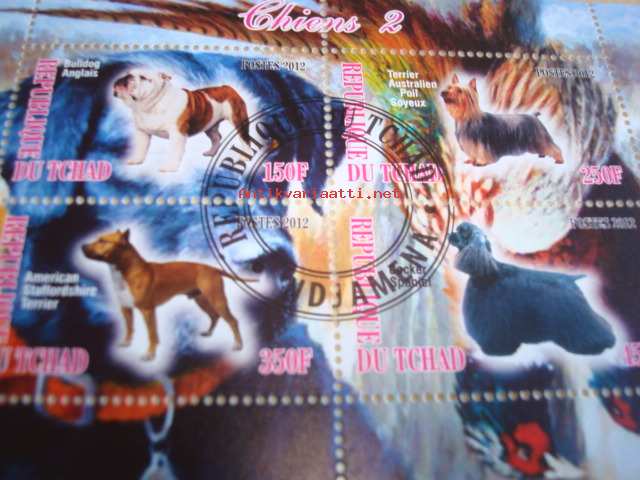 Chiens 2
Bulldog
Anglais
POSTES 2012
REPUBLIQUE
DU TCHAD
150F
Terrier
Australien
Poil
Soyeux
POSTES 2012
REPUBLIQUE
DU TCHAD
250F
Antikvariaatti.net
American
Staffordshire
Terrier
POSTES 2012
REPUBLIQUE
DU TCHAD
350F
Cocker
Spaniel
POSTES 2012
REPUBLIQUE
DU TCHAD
REPUBLIQUE TCHAD
NDJAMENA